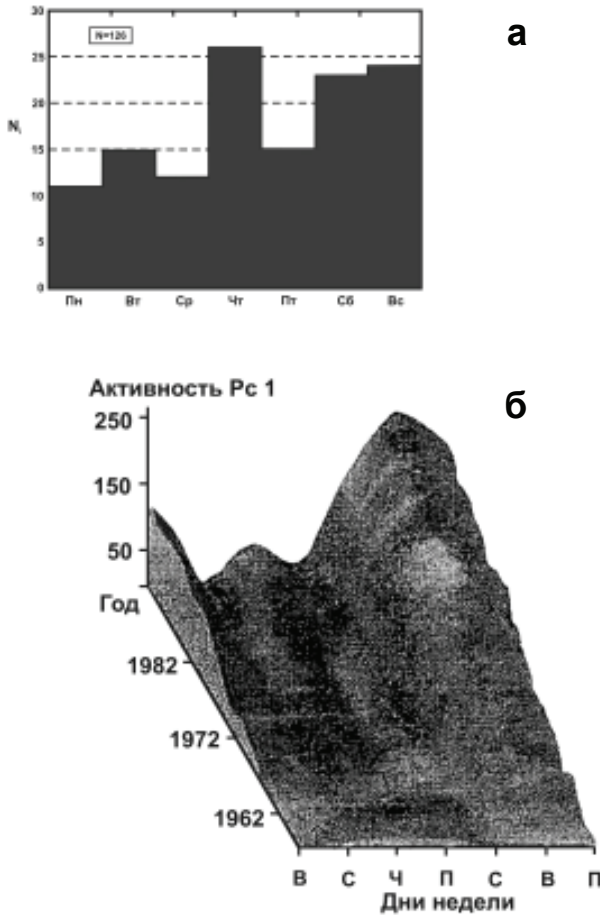 30
а
N=126
25
20
Nᵢ
15
10
5
0
Пн Вт Ср Чт Пт Сб Вс
Активность Рс 1
б
250
150
50
Год
1982
1972
1962
В С Ч П С В П
Дни недели